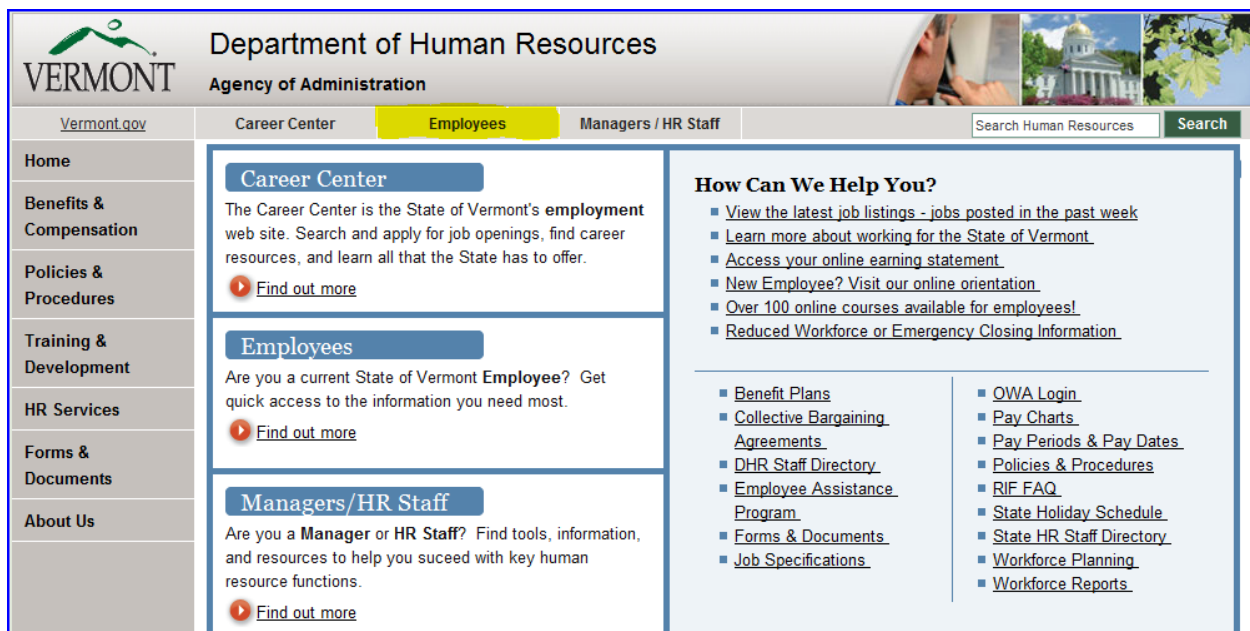 VERMONT
Department of Human Resources
Agency of Administration
Vermont.gov
Career Center
Employees
Managers / HR Staff
Search Human Resources
Search
Home
Benefits &
Compensation
Policies &
Procedures
Training &
Development
HR Services
Forms &
Documents
About Us
Career Center
The Career Center is the State of Vermont's employment
web site. Search and apply for job openings, find career
resources, and learn all that the State has to offer.
Find out more
Employees
Are you a current State of Vermont Employee? Get
quick access to the information you need most.
Find out more
Managers/HR Staff
Are you a Manager or HR Staff? Find tools, information,
and resources to help you suceed with key human
resource functions.
Find out more
How Can We Help You?
View the latest job listings - jobs posted in the past week
Learn more about working for the State of Vermont
Access your online earning statement
New Employee? Visit our online orientation
Over 100 online courses available for employees!
Reduced Workforce or Emergency Closing Information
Benefit Plans
Collective Bargaining
Agreements
DHR Staff Directory
Employee Assistance
Program
Forms & Documents
Job Specifications
OWA Login
Pay Charts
Pay Periods & Pay Dates
Policies & Procedures
RIF FAQ
State Holiday Schedule
State HR Staff Directory
Workforce Planning
Workforce Reports